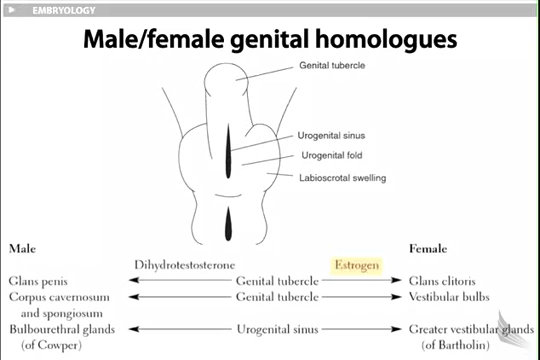 EMBRYOLOGY
Male/female genital homologues
Genital tubercle
Urogenital sinus
Urogenital fold
Labioscrotal swelling
Male Female
Dihydrotestosterone Estrogen
Glans penis Genital tubercle Glans clitoris
Corpus cavernosum Genital tubercle Vestibular bulbs
and spongiosum
Bulbourethral glands Urogenital sinus Greater vestibular glands
(of Cowper) (of Bartholin)